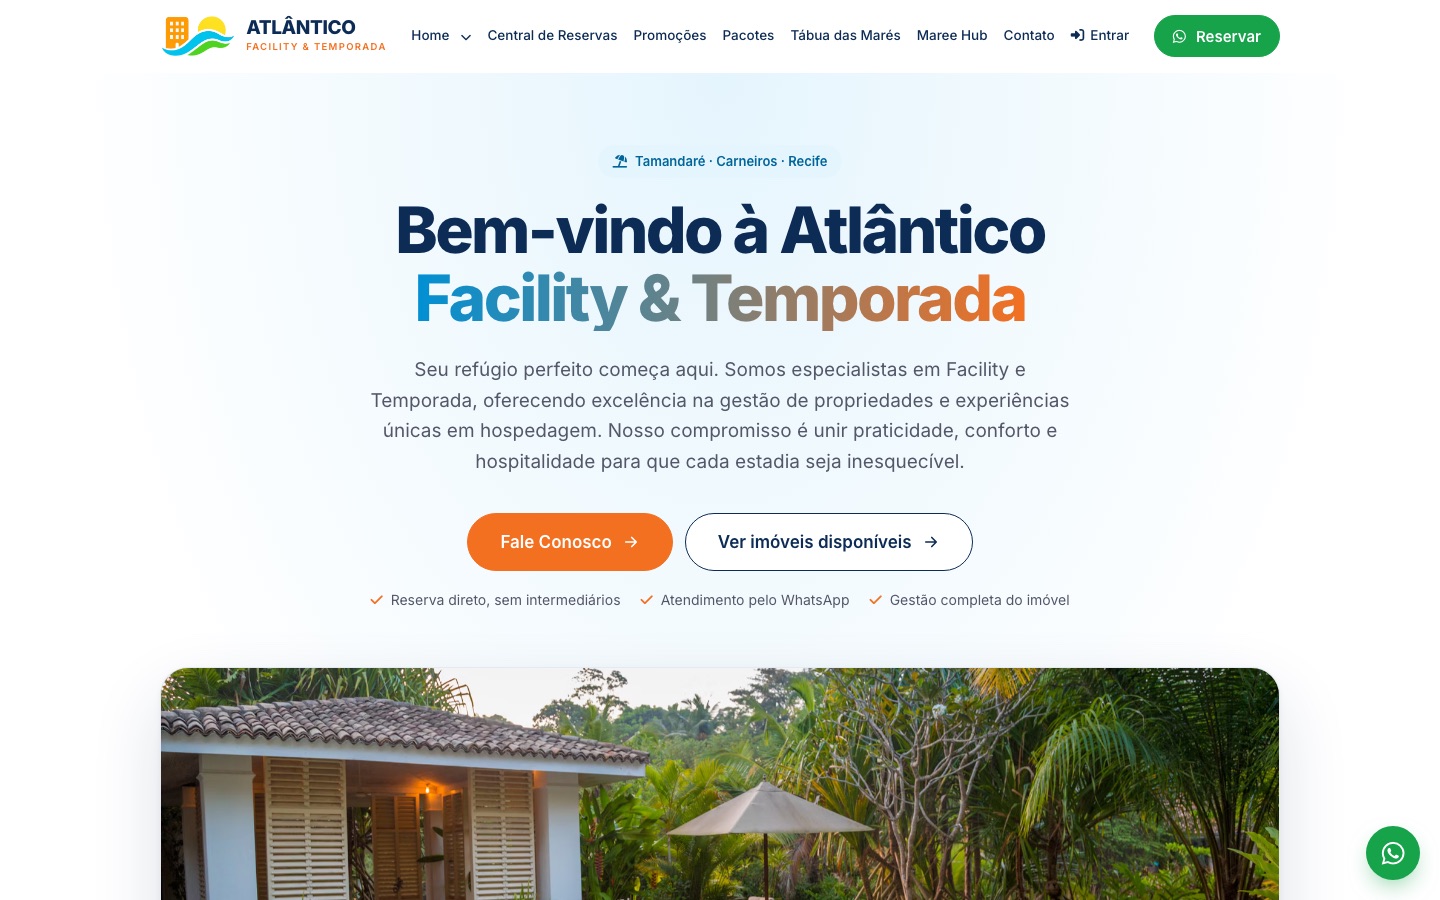 ATLÂNTICO
FACILITY & TEMPORADA
Home
Central de Reservas
Promoções
Pacotes
Tábua das Marés
Maree Hub
Contato
Entrar
Reservar
Tamandaré · Carneiros · Recife
Bem-vindo à Atlântico
Facility & Temporada
Seu refúgio perfeito começa aqui. Somos especialistas em Facility e
Temporada, oferecendo excelência na gestão de propriedades e experiências
únicas em hospedagem. Nosso compromisso é unir praticidade, conforto e
hospitalidade para que cada estadia seja inesquecível.
Fale Conosco
Ver imóveis disponíveis
Reserva direto, sem intermediários
Atendimento pelo WhatsApp
Gestão completa do imóvel